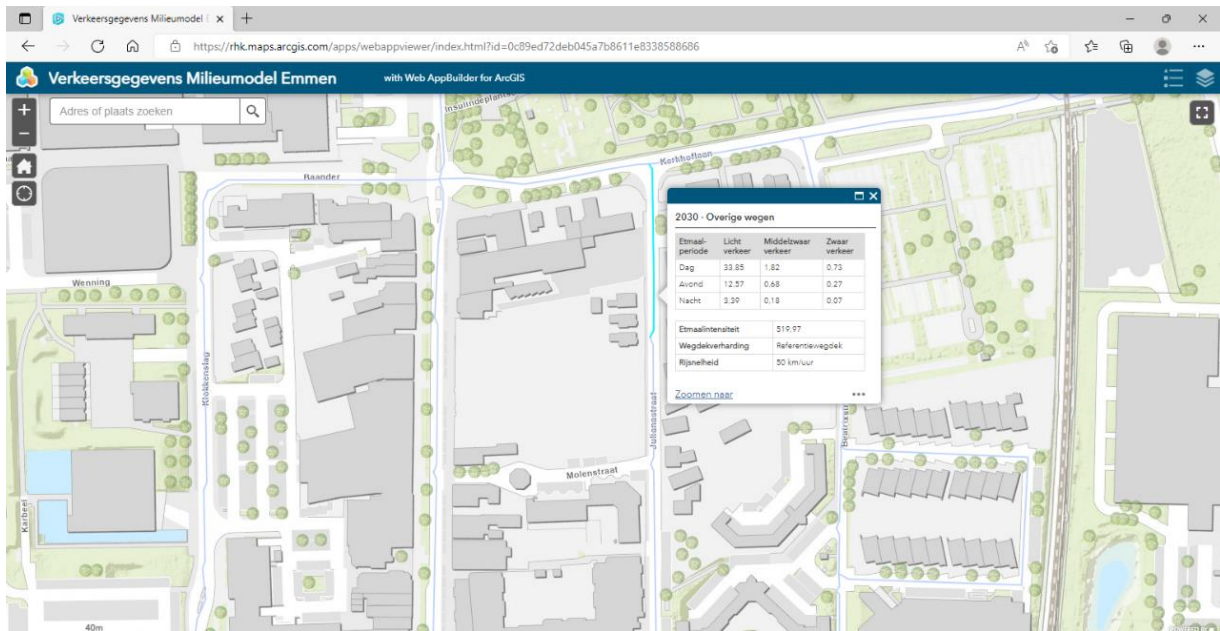 Verkeersgegevens Milieumodel E
https://rhk.maps.arcgis.com/apps/webappviewer/index.html?id=0c89ed72deb045a7b8611e8338588686
Verkeersgegevens Milieumodel Emmen with Web AppBuilder for ArcGIS
Adres of plaats zoeken
Insulindeplantso
Kerkhoflaan
Baander
Wenning
Klokkenslag
Julianastraat
Molenstraat
Karbeel
40m
2030 - Overige wegen
Etmaal-periode Licht verkeer Middelzwaar verkeer Zwaar verkeer
Dag 33,85 1,82 0,73
Avond 12,57 0,68 0,27
Nacht 3,39 0,18 0,07
Etmaalintensiteit 519,97
Wegdekverharding Referentiewegdek
Rijsnelheid 50 km/uur
Zoomen naar